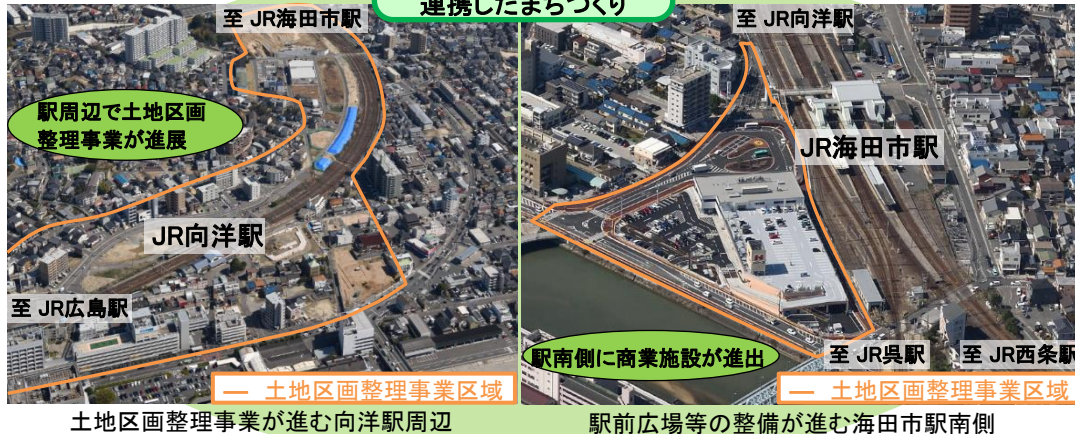 連携したまちづくり
至 JR海田市駅
駅周辺で土地区画
整理事業が進展
JR向洋駅
至 JR広島駅
― 土地区画整理事業区域
土地区画整理事業が進む向洋駅周辺
至 JR向洋駅
JR海田市駅
駅南側に商業施設が進出
至 JR呉駅
至 JR西条駅
― 土地区画整理事業区域
駅前広場等の整備が進む海田市駅南側